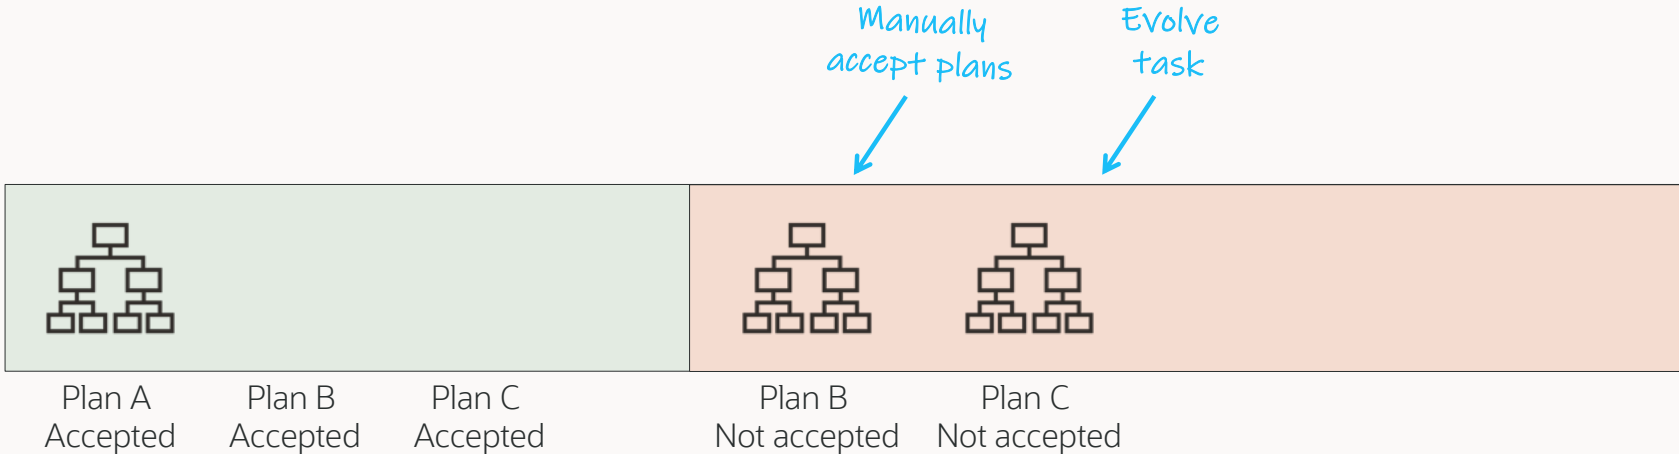 Manually
accept plans
Evolve
task
Plan A
Accepted
Plan B
Accepted
Plan C
Accepted
Plan B
Not accepted
Plan C
Not accepted